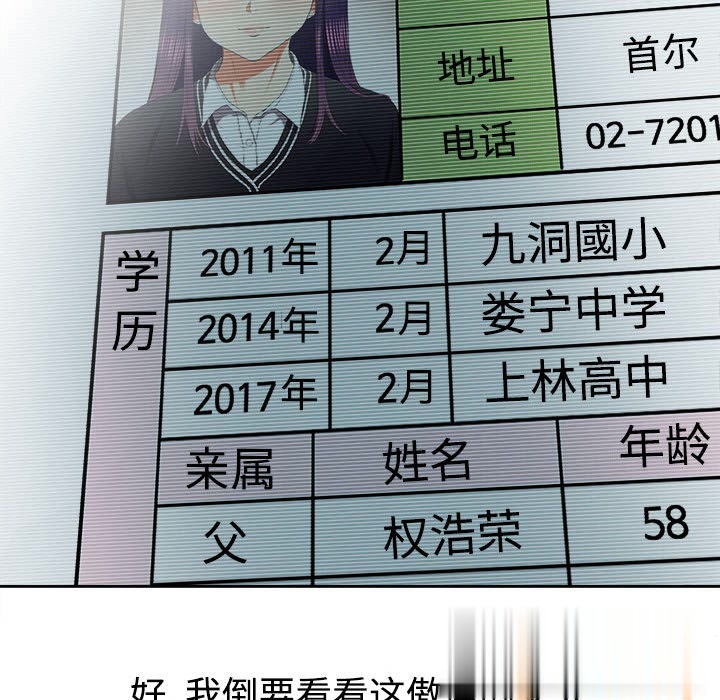 地址 首尔
电话 02-7201
学历
2011年 2月 九洞國小
2014年 2月 娄宁中学
2017年 2月 上林高中
亲属 姓名 年龄
父 权浩荣 58
好 我倒要看看这傲